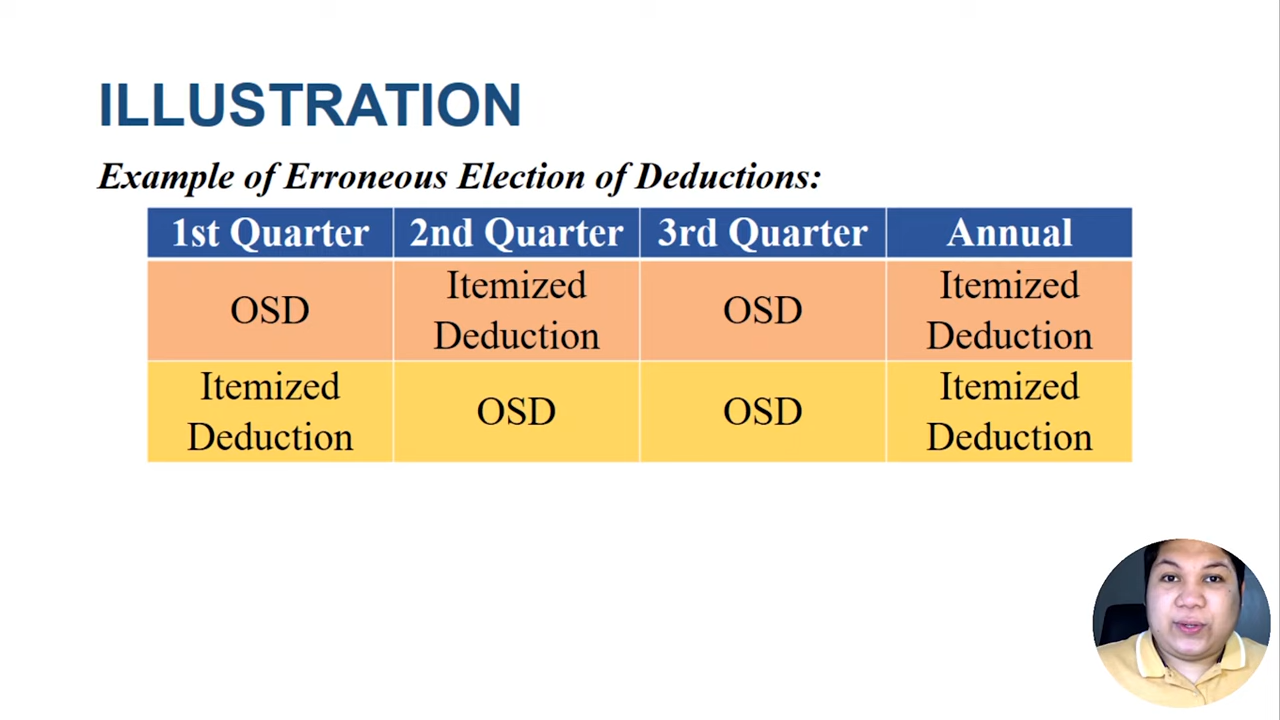 ILLUSTRATION
Example of Erroneous Election of Deductions:
1st Quarter 2nd Quarter 3rd Quarter Annual
OSD Itemized Deduction OSD Itemized Deduction
Itemized Deduction OSD OSD Itemized Deduction